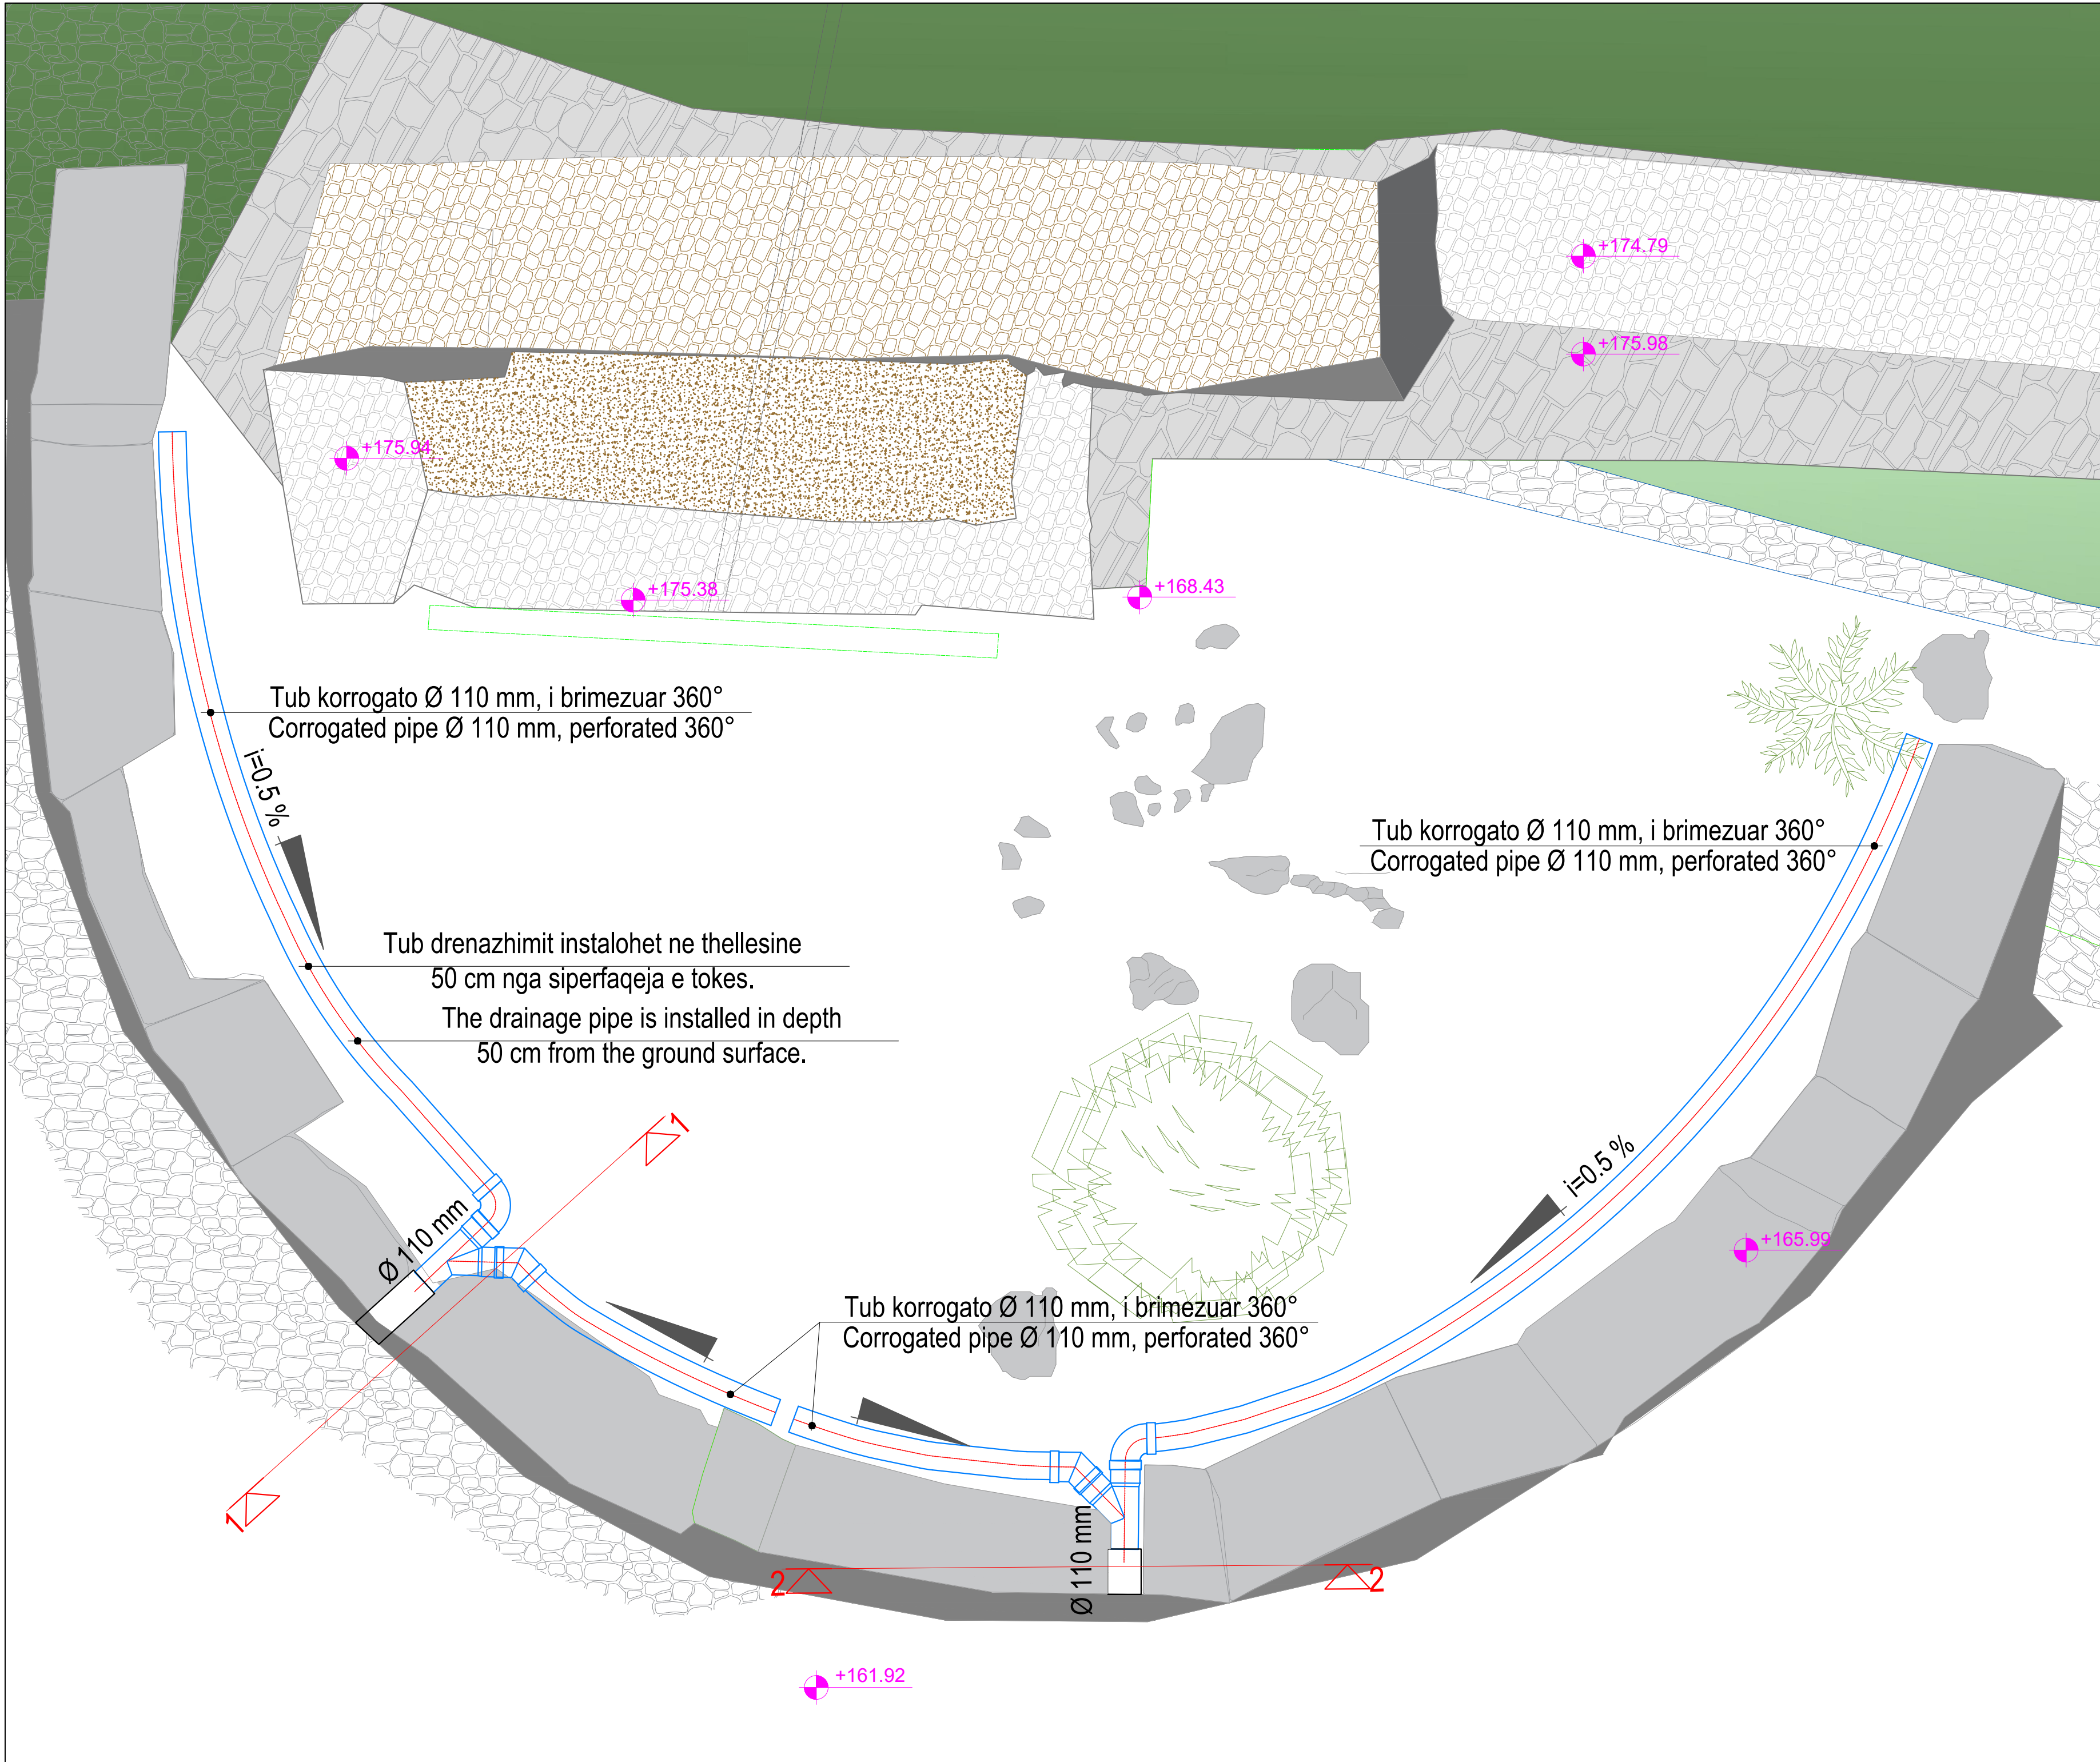 +174.79
+175.98
+175.94
+175.38
+168.43
Tub korrogato Ø 110 mm, i brimezuar 360°
Corrogated pipe Ø 110 mm, perforated 360°
i=0.5 %
Tub korrogato Ø 110 mm, i brimezuar 360°
Corrogated pipe Ø 110 mm, perforated 360°
Tub drenazhimit instalohet ne thellesine
50 cm nga siperfaqeja e tokes.
The drainage pipe is installed in depth
50 cm from the ground surface.
1
i=0.5 %
Ø 110 mm
+165.99
Tub korrogato Ø 110 mm, i brimezuar 360°
Corrogated pipe Ø 110 mm, perforated 360°
1
Ø 110 mm
2
2
+161.92